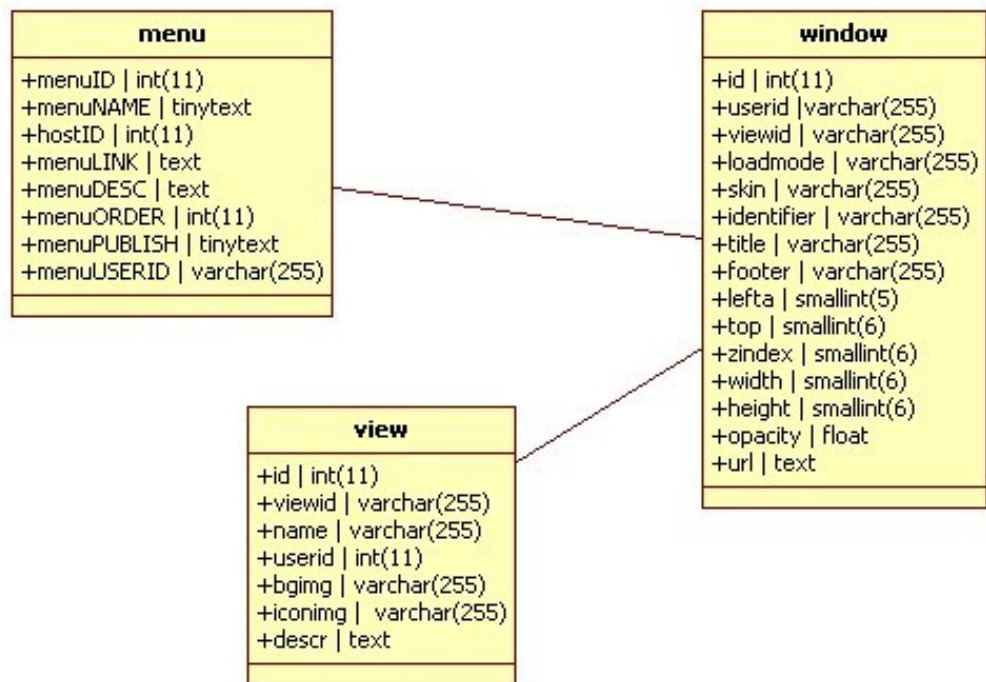 menu
+menuID | int(11)
+menuNAME | tinytext
+hostID | int(11)
+menuLINK | text
+menuDESC | text
+menuORDER | int(11)
+menuPUBLISH | tinytext
+menuUSERID | varchar(255)
window
+id | int(11)
+userid |varchar(255)
+viewid | varchar(255)
+loadmode | varchar(255)
+skin | varchar(255)
+identifier | varchar(255)
+title | varchar(255)
+footer | varchar(255)
+lefta | smallint(5)
+top | smallint(6)
+zindex | smallint(6)
+width | smallint(6)
+height | smallint(6)
+opacity | float
+url | text
view
+id | int(11)
+viewid | varchar(255)
+name | varchar(255)
+userid | int(11)
+bgimg | varchar(255)
+iconimg |  varchar(255)
+descr | text